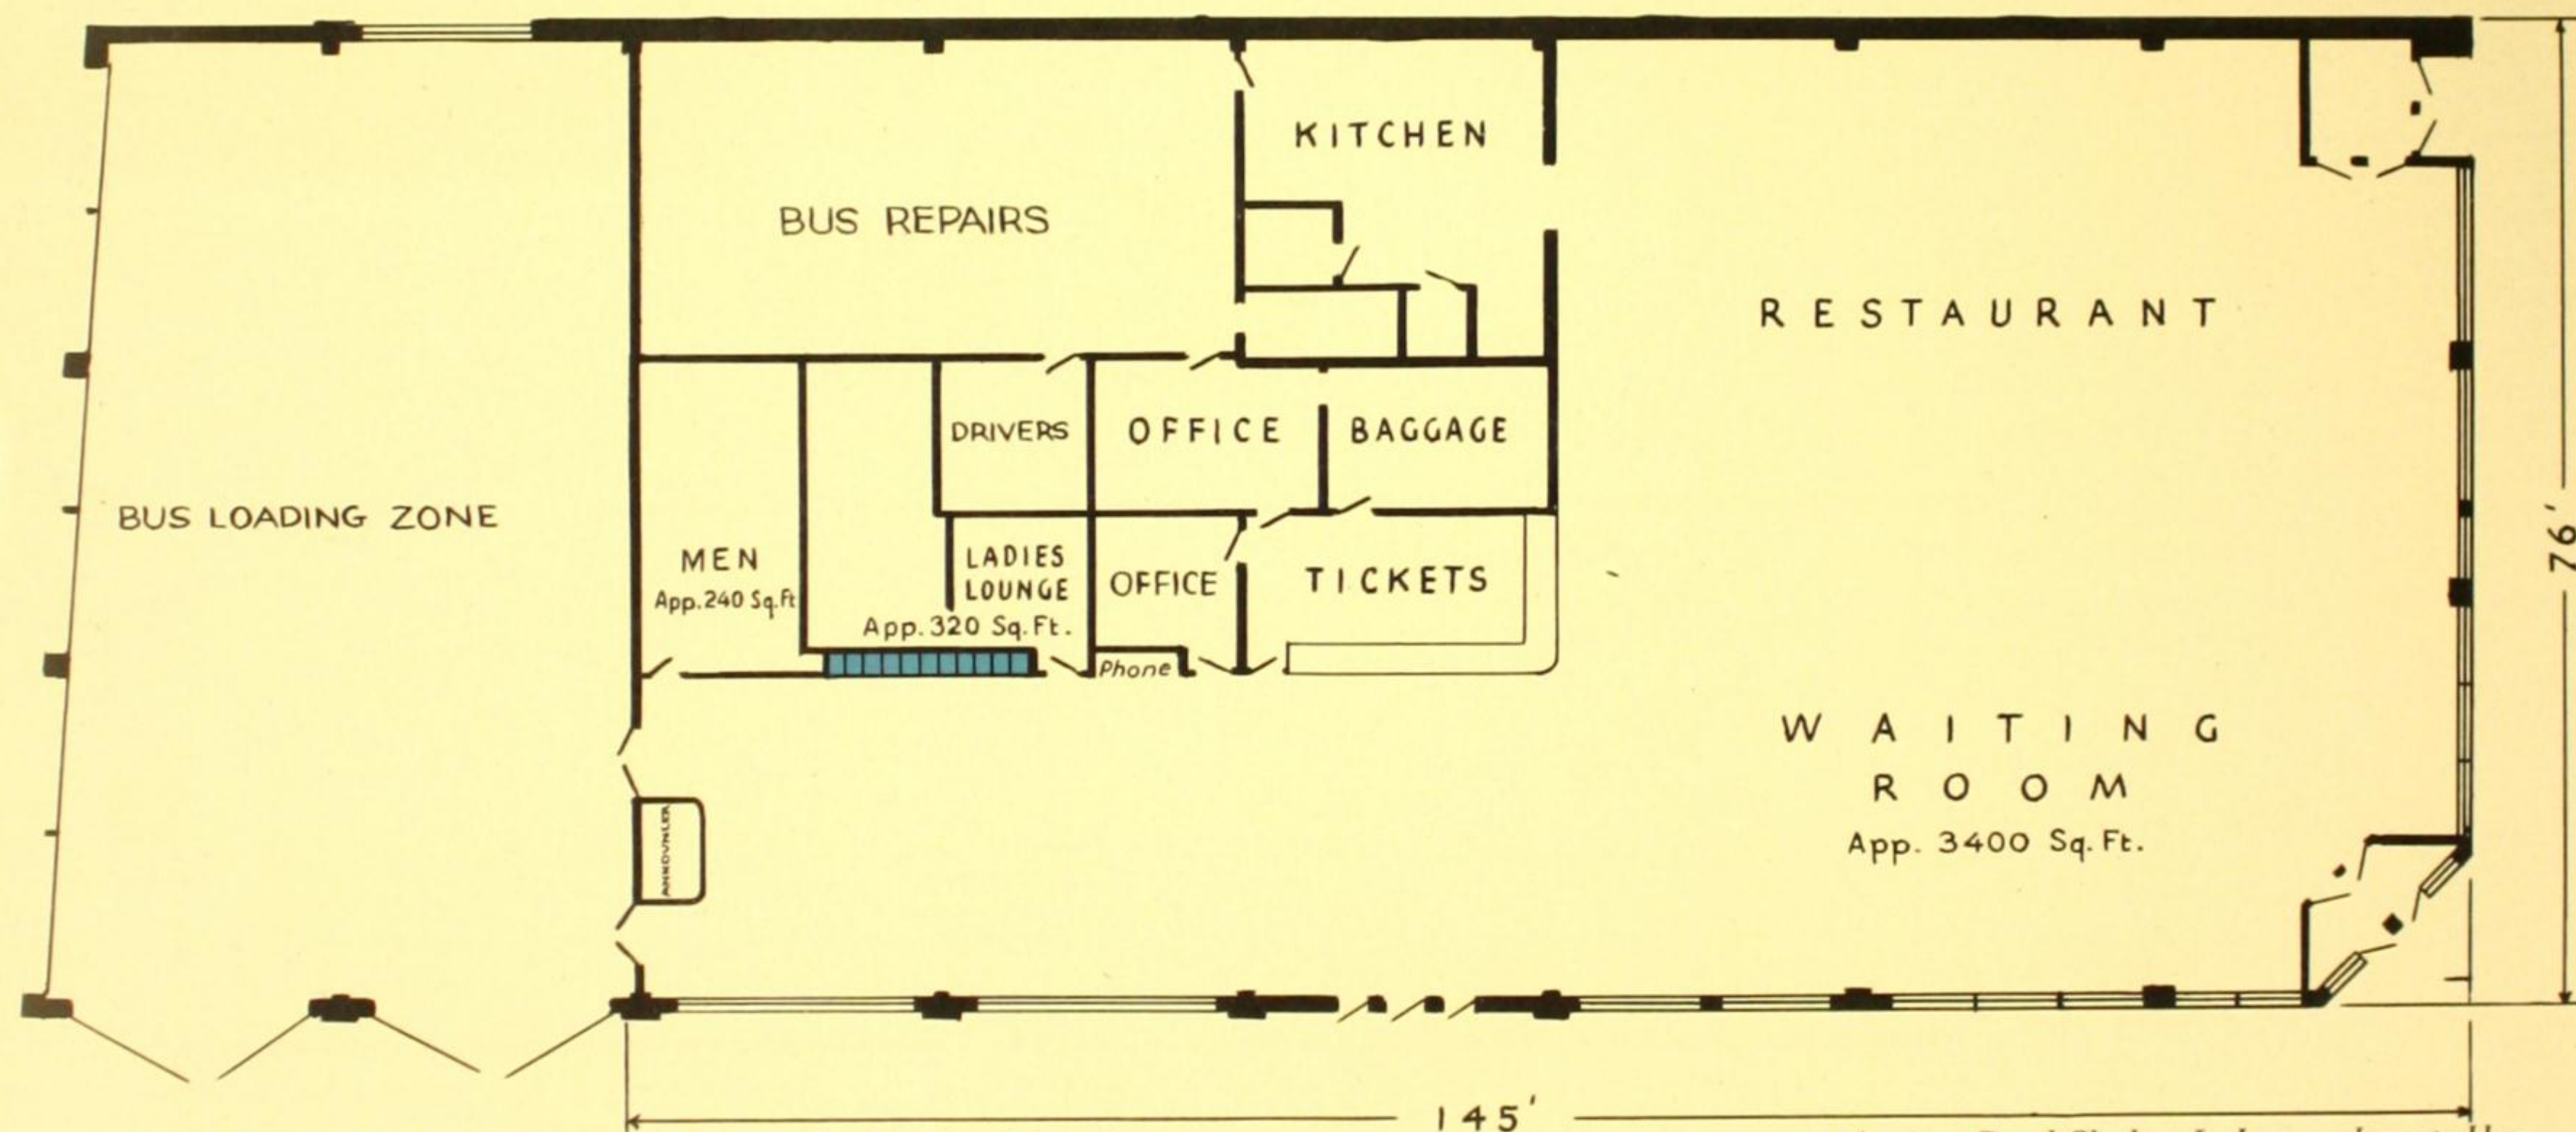 KITCHEN
BUS REPAIRS
RESTAURANT
DRIVERS
OFFICE
BAGGAGE
BUS LOADING ZONE
MEN
App. 240 Sq. Ft
LADIES
LOUNGE
App. 320 Sq. Ft.
OFFICE
TICKETS
Phone
76'
WAITING
ROOM
App. 3400 Sq. Ft.
145'